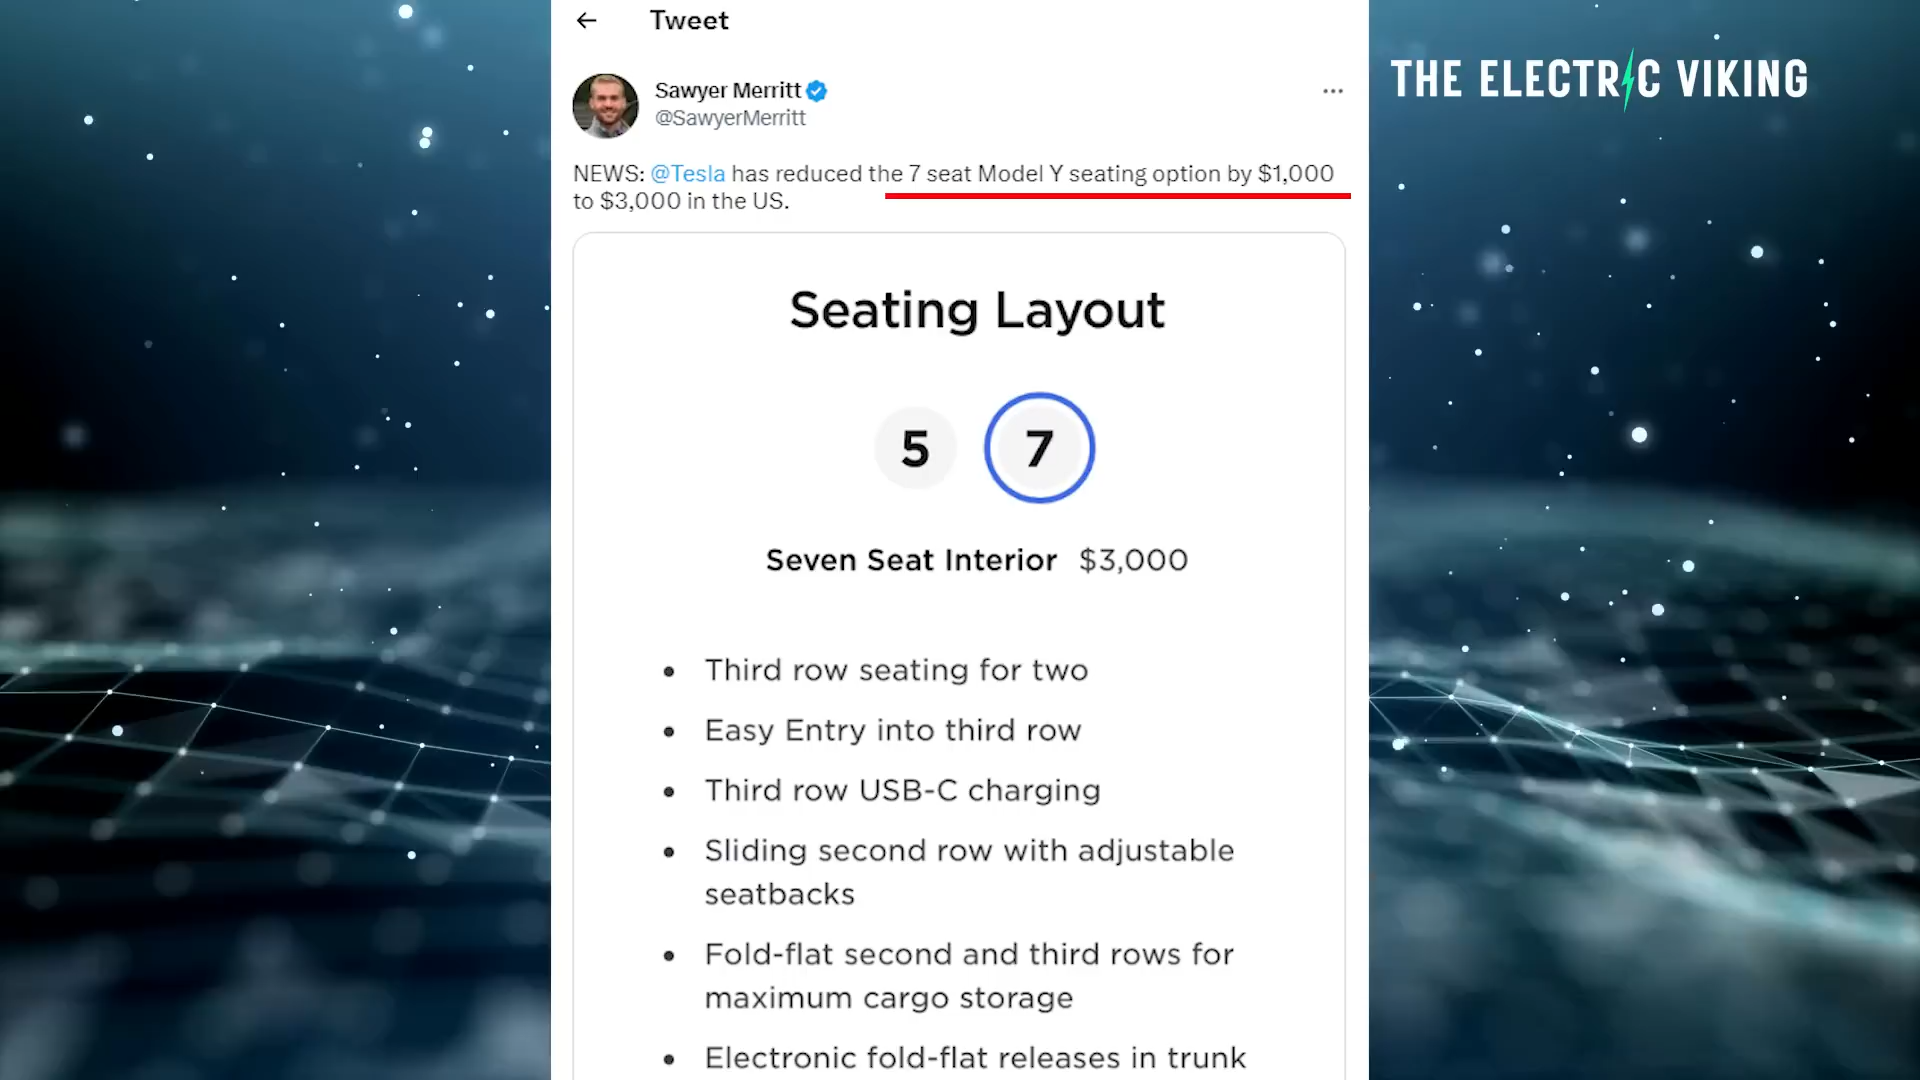 Tweet
THE ELECTRIC VIKING
Sawyer Merritt
@SawyerMerritt
NEWS: @Tesla has reduced the 7 seat Model Y seating option by $1,000
to $3,000 in the US.
Seating Layout
5 7
Seven Seat Interior $3,000
• Third row seating for two
• Easy Entry into third row
• Third row USB-C charging
• Sliding second row with adjustable
seatbacks
• Fold-flat second and third rows for
maximum cargo storage
• Electronic fold-flat releases in trunk